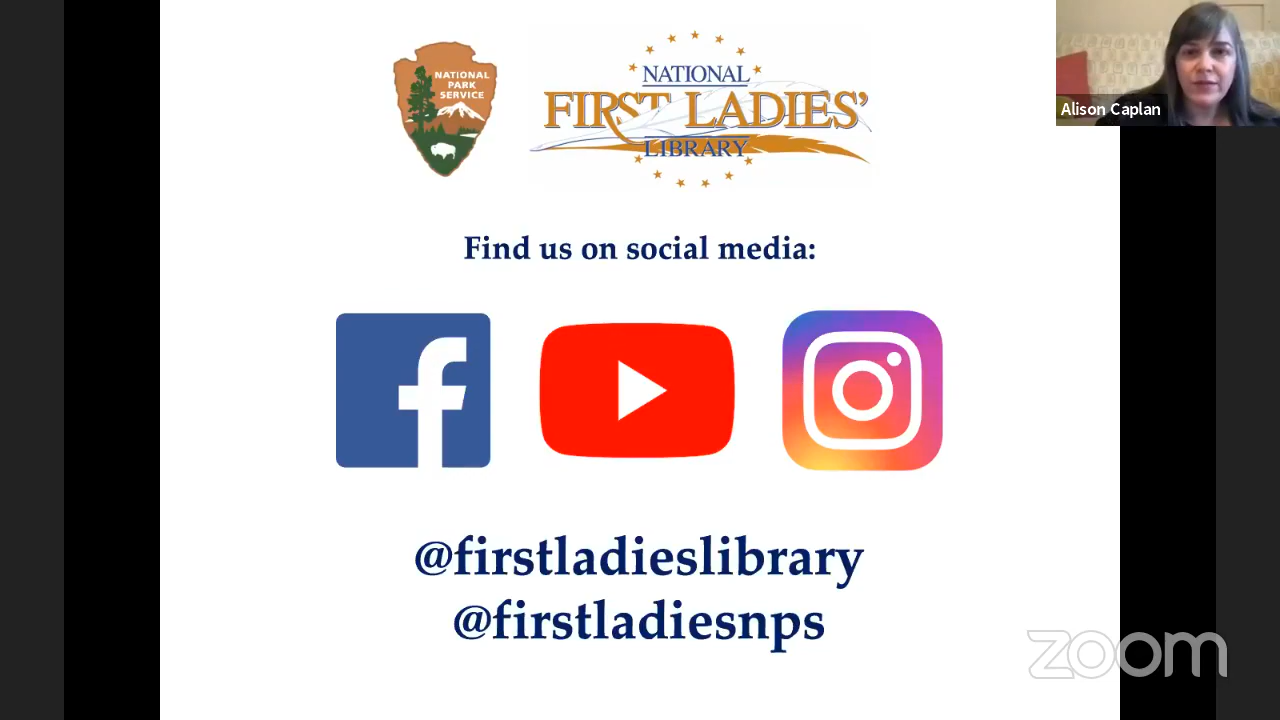 NATIONAL
PARK
SERVICE
NATIONAL
FIRST LADIES'
LIBRARY
Alison Caplan
Find us on social media:
@firstladieslibrary
@firstladiesnps
zoom